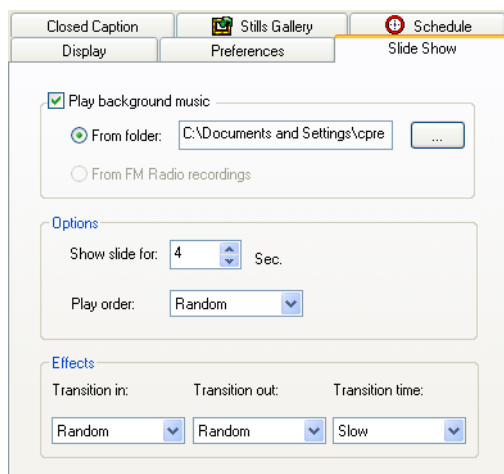 Closed Caption Stills Gallery Schedule
Display Preferences Slide Show
Play background music
From folder: C:\Documents and Settings\cpre ...
From FM Radio recordings
Options
Show slide for: 4 Sec.
Play order: Random
Effects
Transition in: Transition out: Transition time:
Random Random Slow